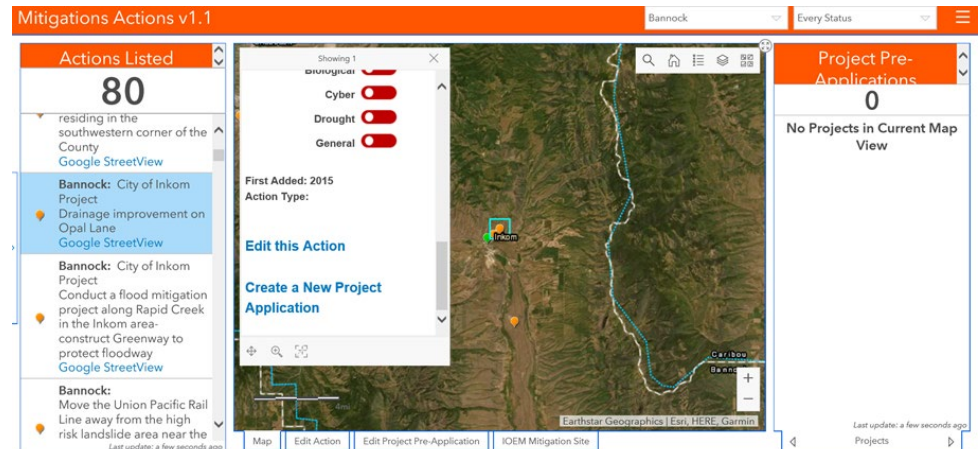 Mitigations Actions v1.1
Bannock
Every Status
Actions Listed
80
residing in the
southwestern corner of the
County
Google StreetView
Bannock: City of Inkom
Project
Drainage improvement on
Opal Lane
Google StreetView
Bannock: City of Inkom
Project
Conduct a flood mitigation
project along Rapid Creek
in the Inkom area-
construct Greenway to
protect floodway
Google StreetView
Bannock:
Move the Union Pacific Rail
Line away from the high
risk landslide area near the
Last update: a few seconds ago
Showing 1
Biological
Cyber
Drought
General
First Added: 2015
Action Type:
Edit this Action
Create a New Project
Application
Inkom
Caribou
Bannock
4mi
+
−
Earthstar Geographics | Esri, HERE, Garmin
Map
Edit Action
Edit Project Pre-Application
IOEM Mitigation Site
Project Pre-
Applications
0
No Projects in Current Map
View
Last update: a few seconds ago
Projects